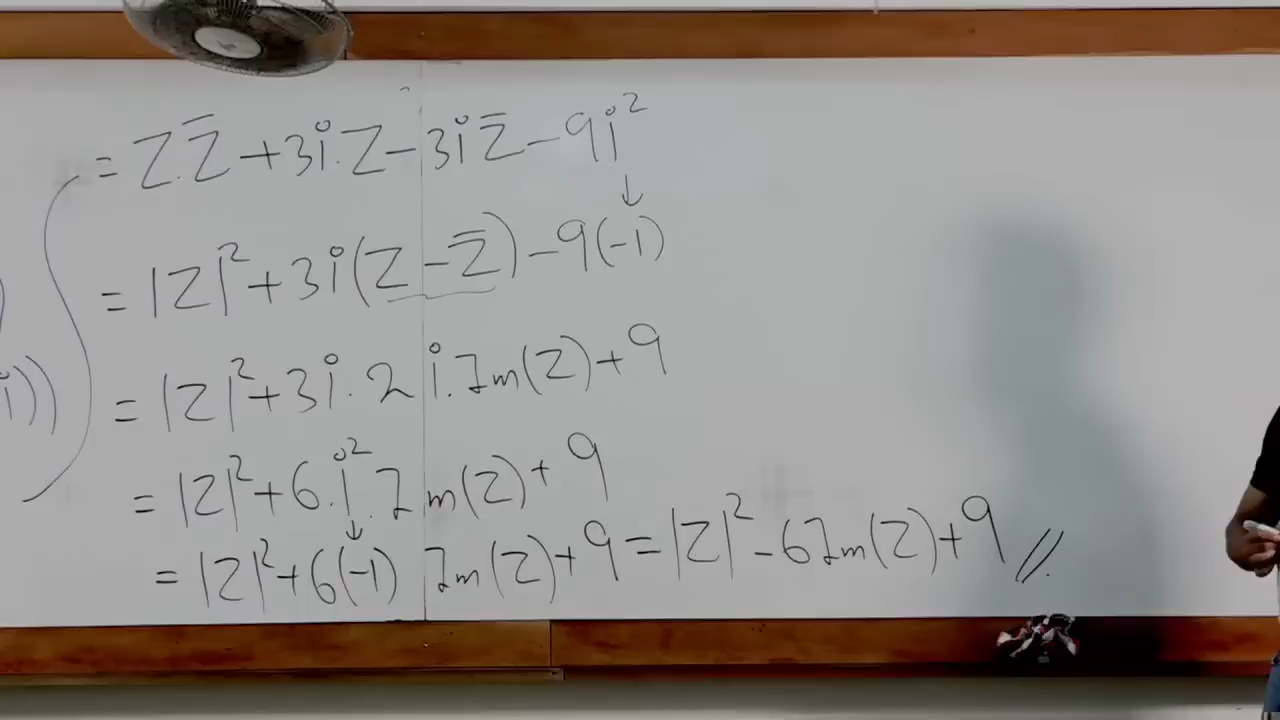 = Z.Z̅ + 3i.Z - 3iZ̅ - 9i²
↓
= |Z|² + 3i(Z - Z̅) - 9(-1)
i))
= |Z|² + 3i.2i.Im(Z) + 9
= |Z|² + 6.i².Im(Z) + 9
↓
= |Z|² + 6(-1) Im(Z) + 9 = |Z|² - 6Im(Z) + 9 //.